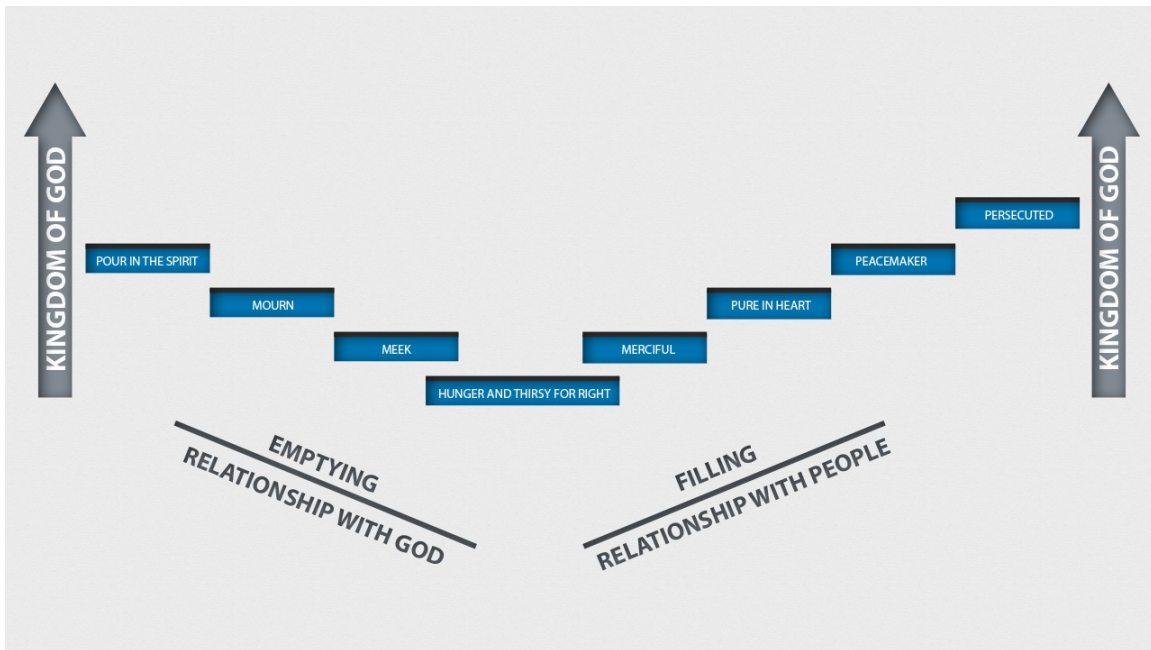 KINGDOM OF GOD
POUR IN THE SPIRIT
MOURN
MEEK
HUNGER AND THIRSY FOR RIGHT
MERCIFUL
PURE IN HEART
PEACEMAKER
PERSECUTED
KINGDOM OF GOD
EMPTYING
RELATIONSHIP WITH GOD
FILLING
RELATIONSHIP WITH PEOPLE